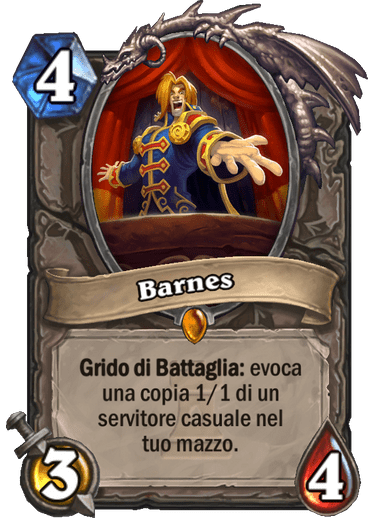 4
Barnes
Grido di Battaglia: evoca
una copia 1/1 di un
servitore casuale nel
tuo mazzo.
3
4